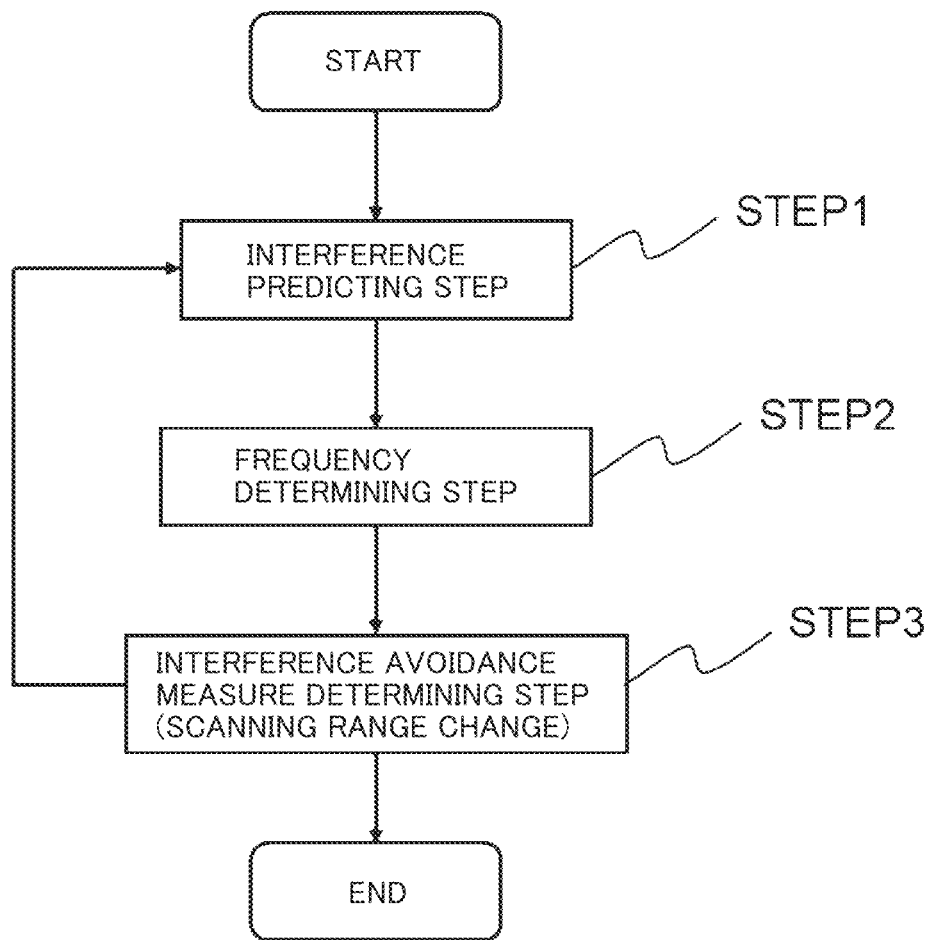 START
STEP1
INTERFERENCE
PREDICTING STEP
STEP2
FREQUENCY
DETERMINING STEP
STEP3
INTERFERENCE AVOIDANCE
MEASURE DETERMINING STEP
(SCANNING RANGE CHANGE)
END